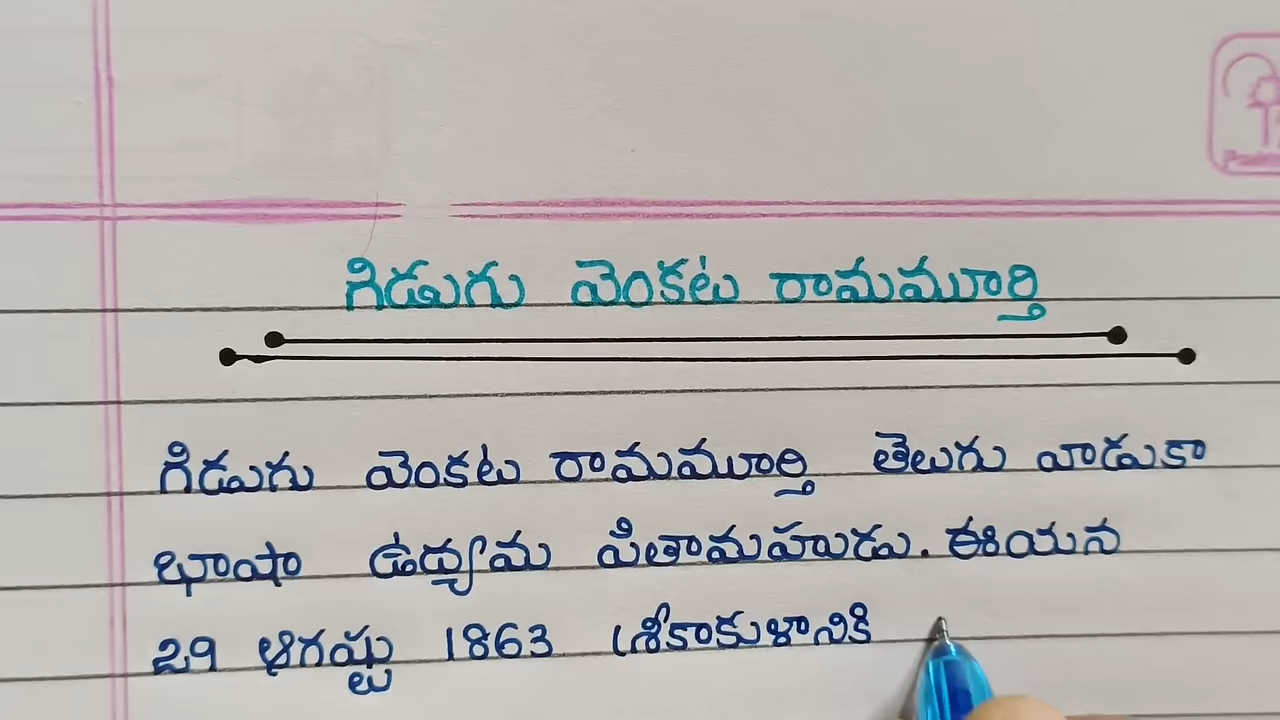 గిడుగు వెంకట రామమూర్తి
గిడుగు వెంకట రామమూర్తి తెలుగు వాడుకా
భాషా ఉద్యమ పితామహుడు. ఈయన
29 ఆగష్టు 1863 శ్రీకాకుళానికి